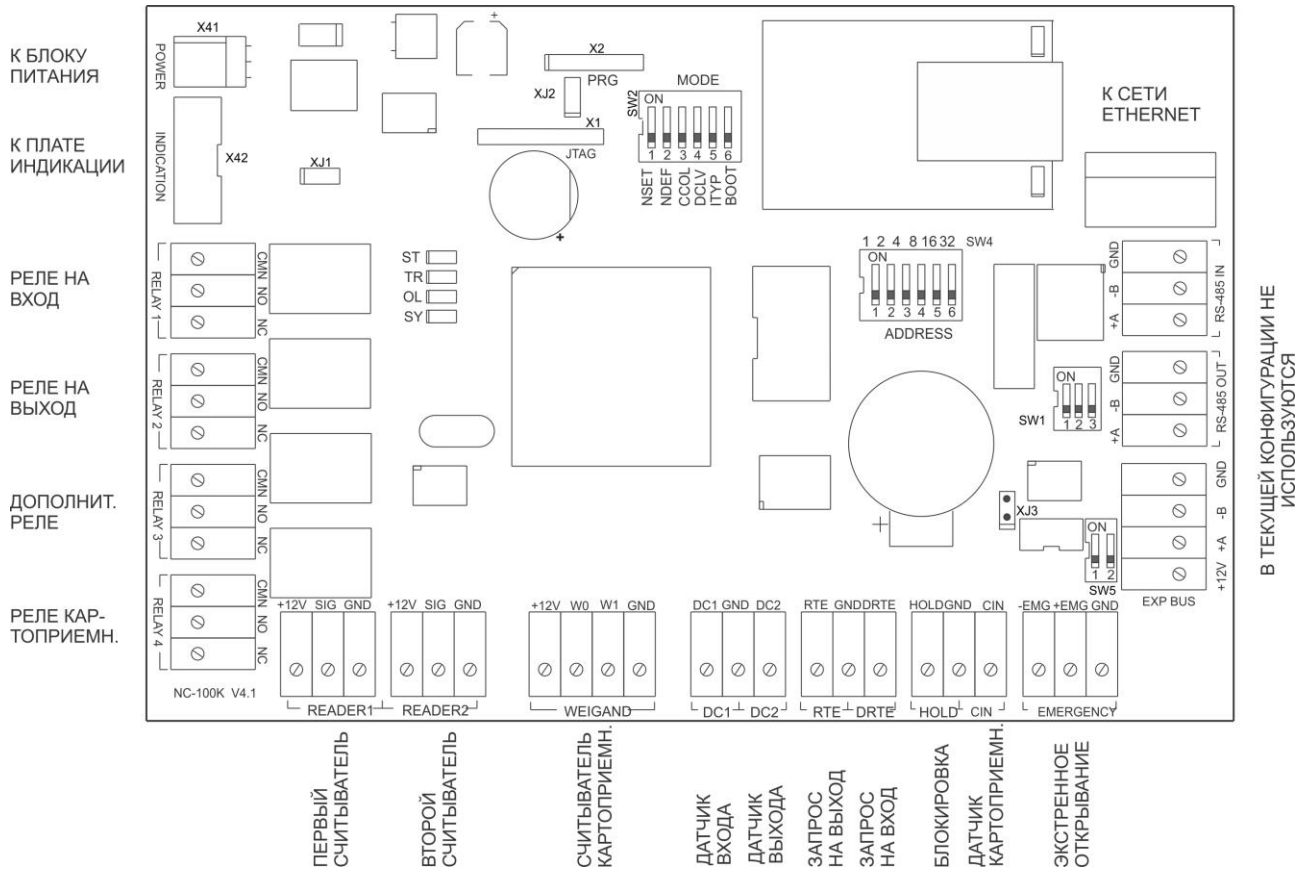 К БЛОКУ
ПИТАНИЯ
К ПЛАТЕ
ИНДИКАЦИИ
РЕЛЕ НА
ВХОД
РЕЛЕ НА
ВЫХОД
ДОПОЛНИТ.
РЕЛЕ
РЕЛЕ КАР-
ТОПРИЕМН.
X41
POWER
INDICATION
X42
XJ1
+
X2
PRG
XJ2
X1
JTAG
+
MODE
SW2
ON
1 2 3 4 5 6
NSET
NDEF
CCOL
DCLV
ITYP
BOOT
К СЕТИ
ETHERNET
ST
TR
OL
SY
1 2 4 8 16 32 SW4
ON
1 2 3 4 5 6
ADDRESS
RELAY 1
CMN
NO
NC
RELAY 2
CMN
NO
NC
RELAY 3
CMN
NO
NC
RELAY 4
CMN
NO
NC
NC-100K V4.1
GND
-B
+A
RS-485 IN
GND
-B
+A
RS-485 OUT
ON
SW1
1 2 3
+
XJ3
ON
1 2
SW5
GND
-B
+A
+12V
EXP BUS
В ТЕКУЩЕЙ КОНФИГУРАЦИИ НЕ
ИСПОЛЬЗУЮТСЯ
+12V SIG GND
READER1
+12V SIG GND
READER2
+12V W0 W1 GND
WEIGAND
DC1 GND DC2
DC1 DC2
RTE GND DRTE
RTE DRTE
HOLD GND CIN
HOLD CIN
-EMG +EMG GND
EMERGENCY
ПЕРВЫЙ
СЧИТЫВАТЕЛЬ
ВТОРОЙ
СЧИТЫВАТЕЛЬ
СЧИТЫВАТЕЛЬ
КАРТОПРИЕМН.
ДАТЧИК
ВХОДА
ДАТЧИК
ВЫХОДА
ЗАПРОС
НА ВЫХОД
ЗАПРОС
НА ВХОД
БЛОКИРОВКА
ДАТЧИК
КАРТОПРИЕМН.
ЭКСТРЕННОЕ
ОТКРЫВАНИЕ